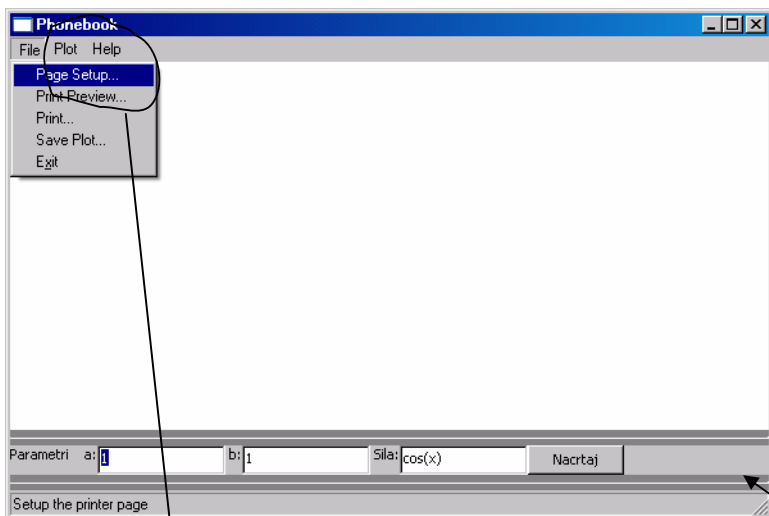 Phonebook
File Plot Help
Page Setup...
Print Preview...
Print...
Save Plot...
Exit
Parametri a: 1 b: 1 Sila: cos(x) Nacrtaj
Setup the printer page